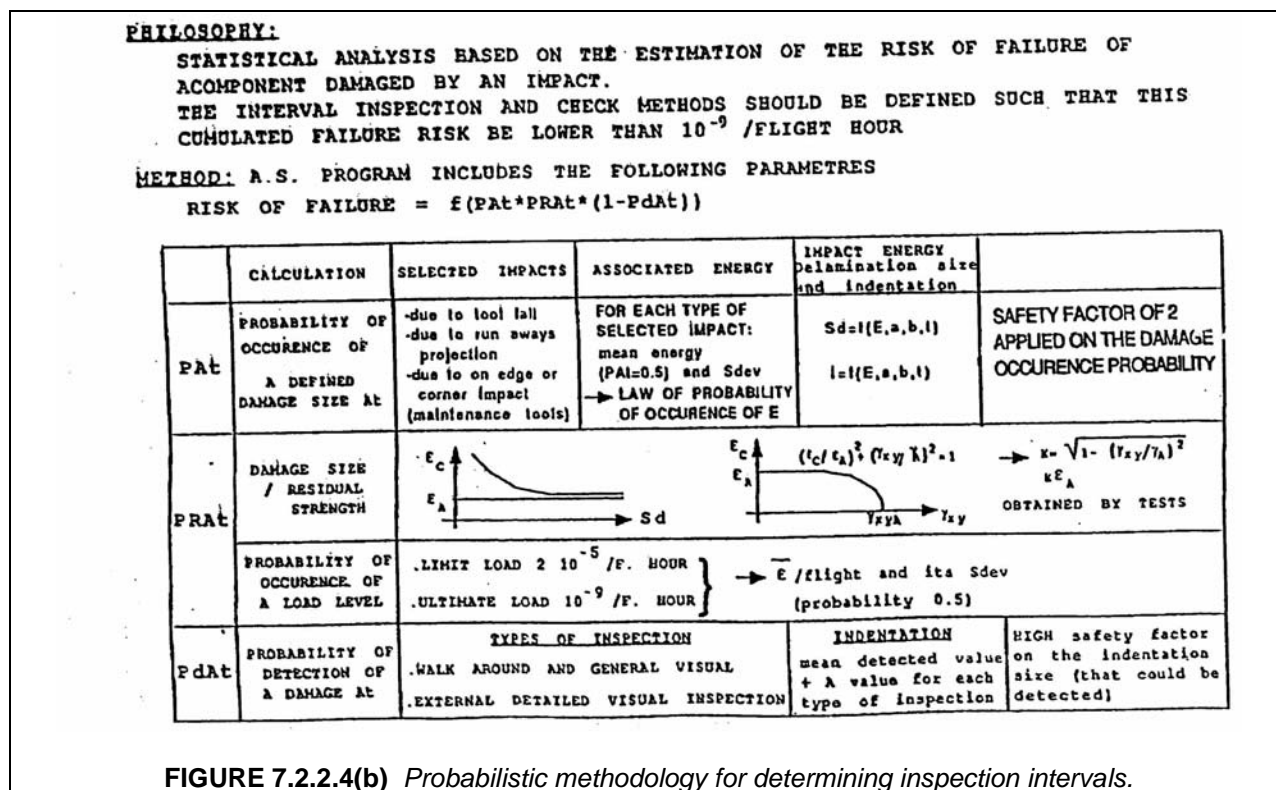 PHILOSOPHY:
STATISTICAL ANALYSIS BASED ON THE ESTIMATION OF THE RISK OF FAILURE OF
ACOMPONENT DAMAGED BY AN IMPACT.
THE INTERVAL INSPECTION AND CHECK METHODS SHOULD BE DEFINED SUCH THAT THIS
CUMULATED FAILURE RISK BE LOWER THAN 10⁻⁹ /FLIGHT HOUR
METHOD: A.S. PROGRAM INCLUDES THE FOLLOWING PARAMETRES
RISK OF FAILURE = f(PAt*PRAt*(1-PdAt))
CALCULATION
SELECTED IMPACTS
ASSOCIATED ENERGY
IMPACT ENERGY
Delamination size
and indentation
PAt
PROBABILITY OF
OCCURENCE OF
A DEFINED
DAMAGE SIZE At
-due to tool fall
-due to run aways
projection
-due to on edge or
corner impact
(maintenance tools)
FOR EACH TYPE OF
SELECTED IMPACT:
mean energy
(PAt=0.5) and Sdev
→ LAW OF PROBABILITY
OF OCCURENCE OF E
Sd=f(E,a,b,t)
i=f(E,a,b,t)
SAFETY FACTOR OF 2
APPLIED ON THE DAMAGE
OCCURENCE PROBABILITY
PRAt
DAMAGE SIZE
/ RESIDUAL
STRENGTH
εC
εA
Sd
εC
εA
(εC/εA)²+(γxy/γA)²=1
γxyA
γxy
→ κ=√1-(γxy/γA)²
κεA
OBTAINED BY TESTS
PROBABILITY OF
OCCURENCE OF
A LOAD LEVEL
.LIMIT LOAD 2 10⁻⁵ /F. HOUR
.ULTIMATE LOAD 10⁻⁹ /F. HOUR
→ ε̄ /flight and its Sdev
(probability 0.5)
PdAt
PROBABILITY OF
DETECTION OF
A DAMAGE At
TYPES OF INSPECTION
.WALK AROUND AND GENERAL VISUAL
.EXTERNAL DETAILED VISUAL INSPECTION
INDENTATION
mean detected value
+ A value for each
type of inspection
HIGH safety factor
on the indentation
size (that could be
detected)
FIGURE 7.2.2.4(b) Probabilistic methodology for determining inspection intervals.